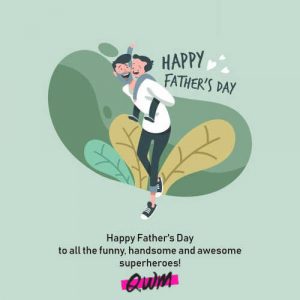 HAPPY
FATHER'S DAY
Happy Father's Day
to all the funny, handsome and awesome
superheroes!
QWM